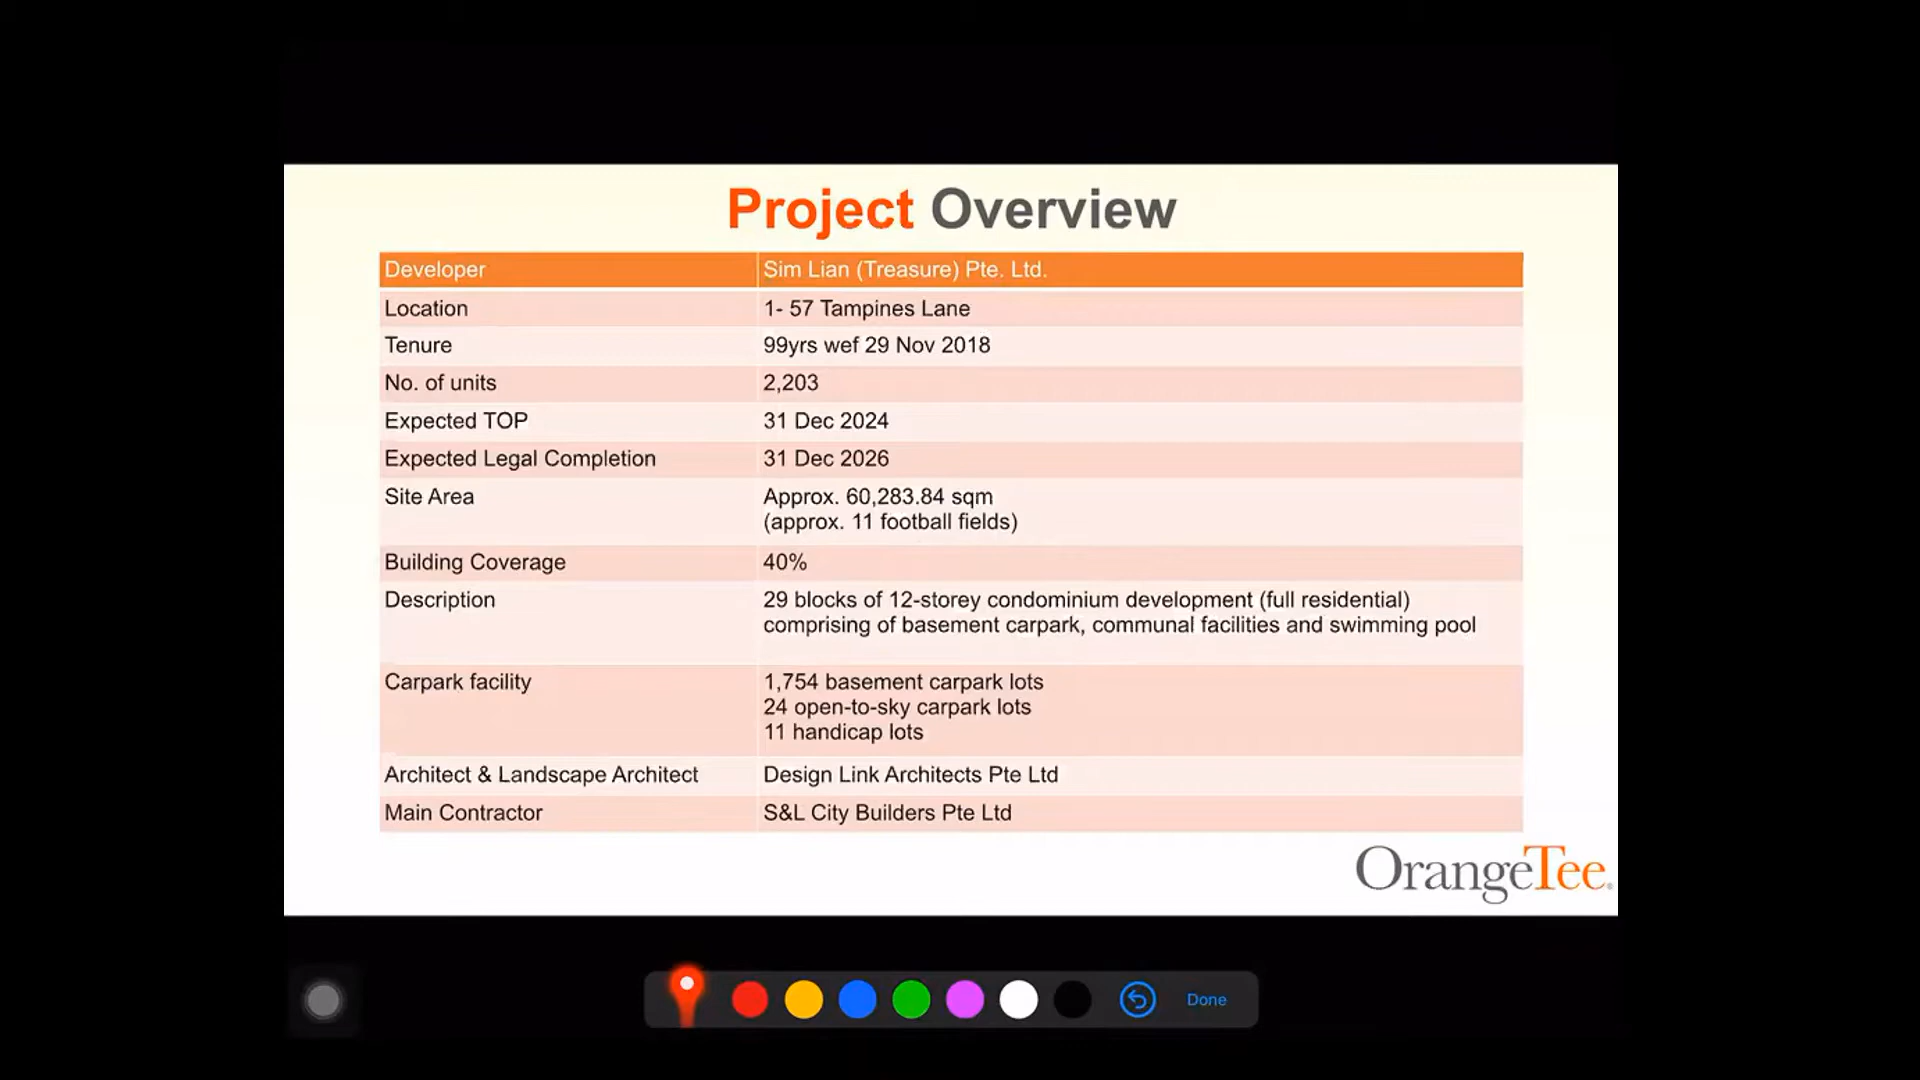 Project Overview
Developer Sim Lian (Treasure) Pte. Ltd.
Location 1- 57 Tampines Lane
Tenure 99yrs wef 29 Nov 2018
No. of units 2,203
Expected TOP 31 Dec 2024
Expected Legal Completion 31 Dec 2026
Site Area Approx. 60,283.84 sqm
(approx. 11 football fields)
Building Coverage 40%
Description 29 blocks of 12-storey condominium development (full residential)
comprising of basement carpark, communal facilities and swimming pool
Carpark facility 1,754 basement carpark lots
24 open-to-sky carpark lots
11 handicap lots
Architect & Landscape Architect Design Link Architects Pte Ltd
Main Contractor S&L City Builders Pte Ltd
OrangeTee®
Done